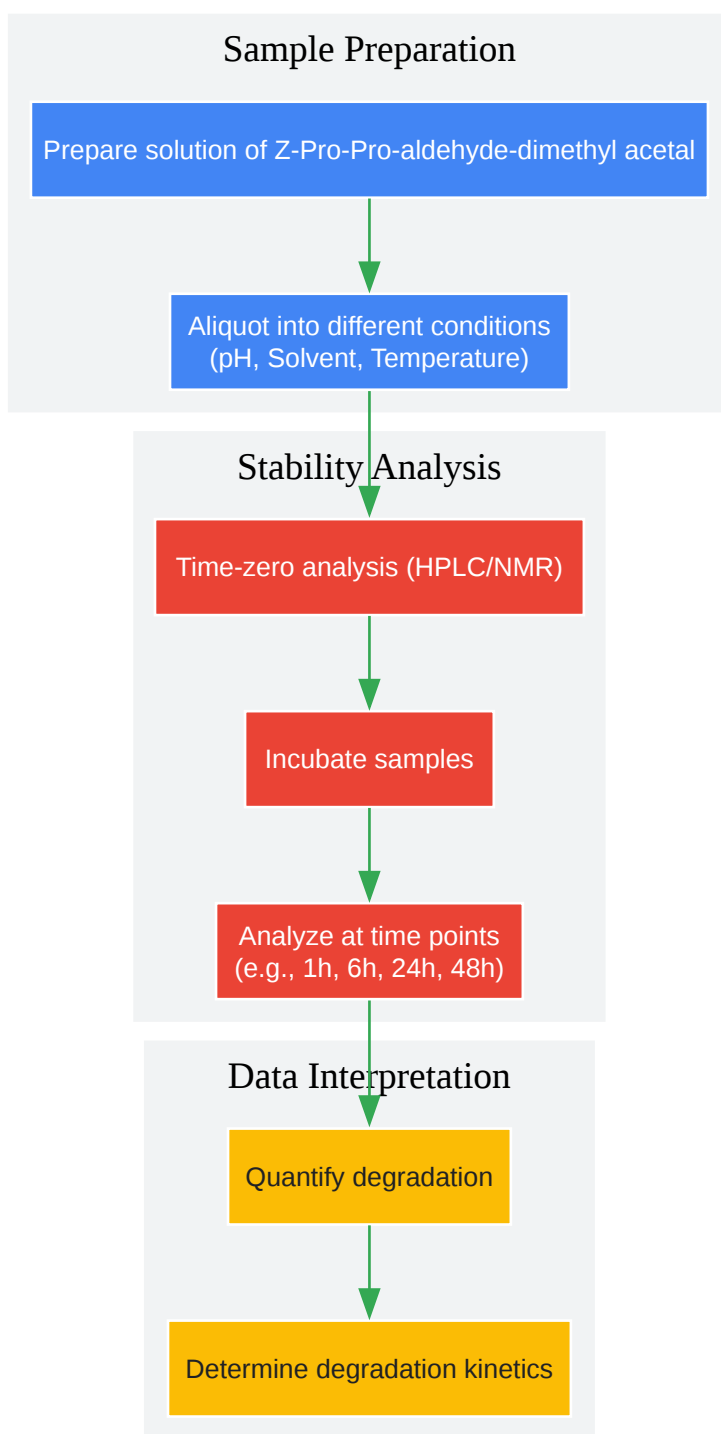 Sample Preparation
Prepare solution of Z-Pro-Pro-aldehyde-dimethyl acetal
Aliquot into different conditions
(pH, Solvent, Temperature)
Stability Analysis
Time-zero analysis (HPLC/NMR)
Incubate samples
Analyze at time points
(e.g., 1h, 6h, 24h, 48h)
Data Interpretation
Quantify degradation
Determine degradation kinetics